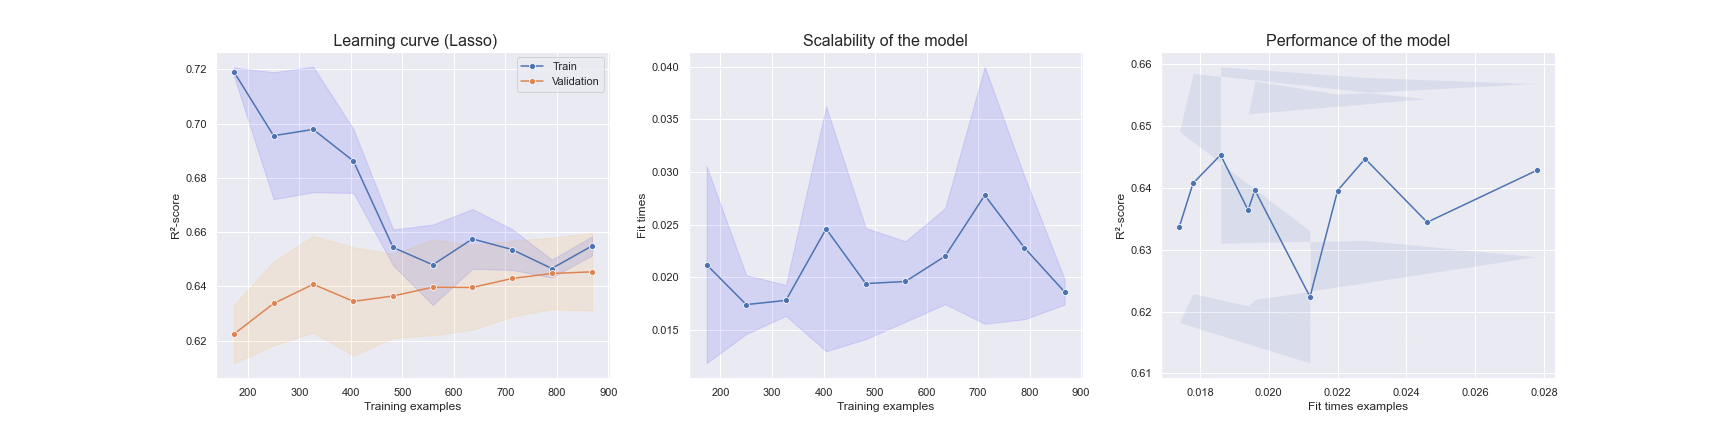 Learning curve (Lasso)
Train
Validation
R²-score
0.72
0.70
0.68
0.66
0.64
0.62
200 300 400 500 600 700 800 900
Training examples
Scalability of the model
Fit times
0.040
0.035
0.030
0.025
0.020
0.015
200 300 400 500 600 700 800 900
Training examples
Performance of the model
R²-score
0.66
0.65
0.64
0.63
0.62
0.61
0.018 0.020 0.022 0.024 0.026 0.028
Fit times examples